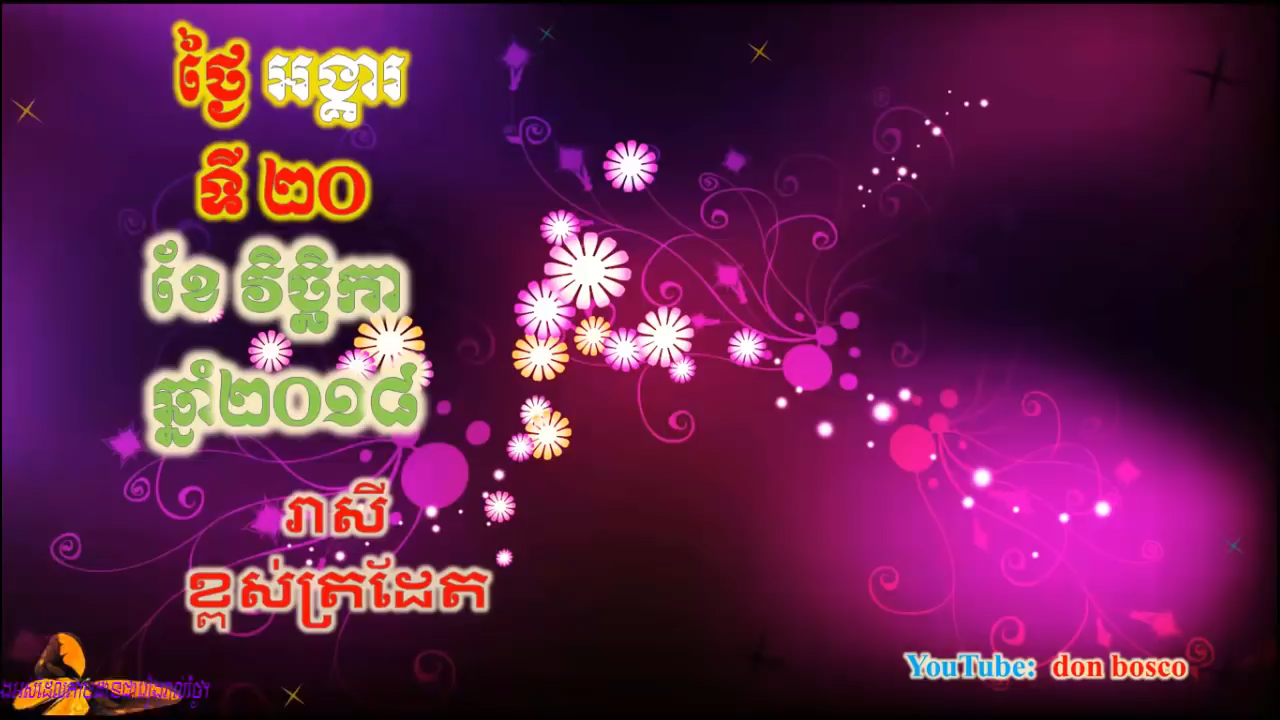 ថ្ងៃ អង្គារ
ទី ២០
ខែ វិច្ឆិកា
ឆ្នាំ២០១៨
រាសី
ខ្ពស់ត្រដែត
YouTube: don bosco